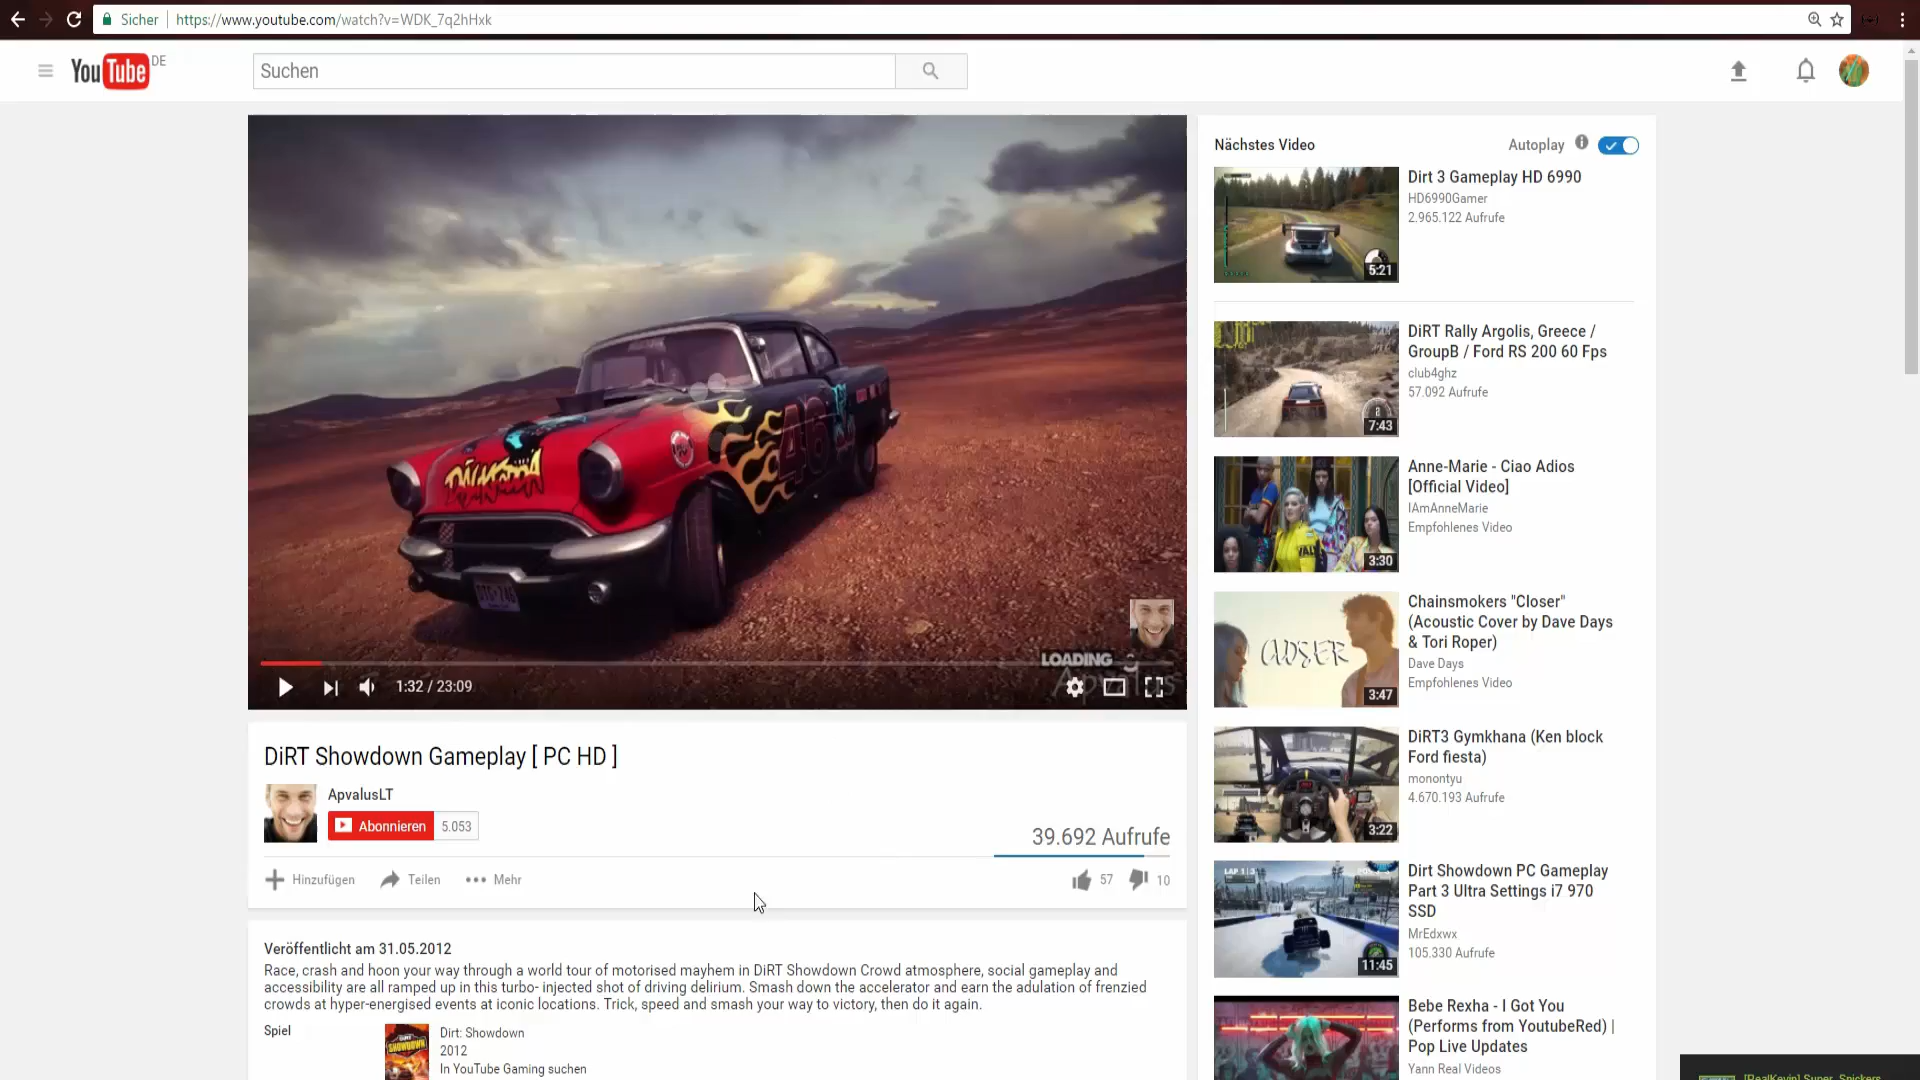 Sicher
https://www.youtube.com/watch?v=WDK_7q2hHxk
YouTube DE
Suchen
LOADING
1:32 / 23:09
DiRT Showdown Gameplay [ PC HD ]
ApvalusLT
Abonnieren 5.053
39.692 Aufrufe
Hinzufügen Teilen Mehr
57 10
Veröffentlicht am 31.05.2012
Race, crash and hoon your way through a world tour of motorised mayhem in DiRT Showdown Crowd atmosphere, social gameplay and
accessibility are all ramped up in this turbo- injected shot of driving delirium. Smash down the accelerator and earn the adulation of frenzied
crowds at hyper-energised events at iconic locations. Trick, speed and smash your way to victory, then do it again.
Spiel
SHOWDOWN
Dirt: Showdown
2012
In YouTube Gaming suchen
Nächstes Video
Autoplay
5:21
Dirt 3 Gameplay HD 6990
HD6990Gamer
2.965.122 Aufrufe
7:43
DiRT Rally Argolis, Greece /
GroupB / Ford RS 200 60 Fps
club4ghz
57.092 Aufrufe
3:30
Anne-Marie - Ciao Adios
[Official Video]
IAmAnneMarie
Empfohlenes Video
CLOSER
3:47
Chainsmokers "Closer"
(Acoustic Cover by Dave Days
& Tori Roper)
Dave Days
Empfohlenes Video
3:22
DiRT3 Gymkhana (Ken block
Ford fiesta)
monontyu
4.670.193 Aufrufe
LAP 1|3
11:45
Dirt Showdown PC Gameplay
Part 3 Ultra Settings i7 970
SSD
MrEdxwx
105.330 Aufrufe
Bebe Rexha - I Got You
(Performs from YoutubeRed) |
Pop Live Updates
Yann Real Videos